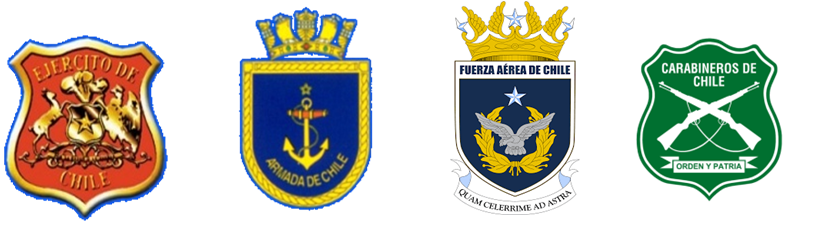 EJERCITO DE
CHILE
ARMADA DE CHILE
FUERZA AÉREA DE CHILE
QUAM CELERRIME AD ASTRA
CARABINEROS DE
CHILE
ORDEN Y PATRIA